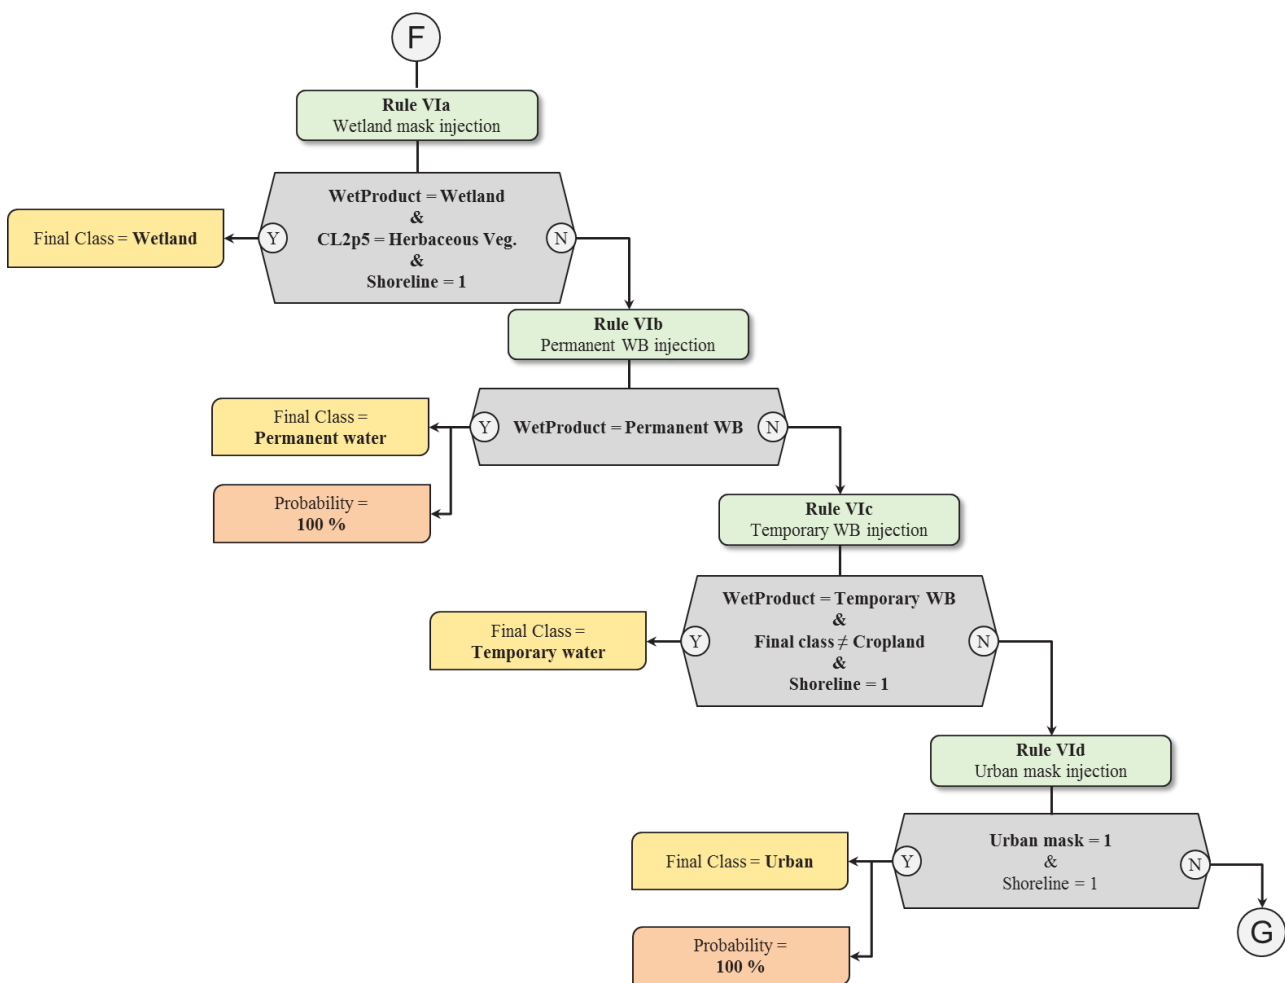 F
Rule VIa
Wetland mask injection
WetProduct = Wetland
&
CL2p5 = Herbaceous Veg.
&
Shoreline = 1
Y
N
Final Class = Wetland
Rule VIb
Permanent WB injection
WetProduct = Permanent WB
Y
N
Final Class =
Permanent water
Probability =
100 %
Rule VIc
Temporary WB injection
WetProduct = Temporary WB
&
Final class ≠ Cropland
&
Shoreline = 1
Y
N
Final Class =
Temporary water
Rule VId
Urban mask injection
Urban mask = 1
&
Shoreline = 1
Y
N
Final Class = Urban
Probability =
100 %
G